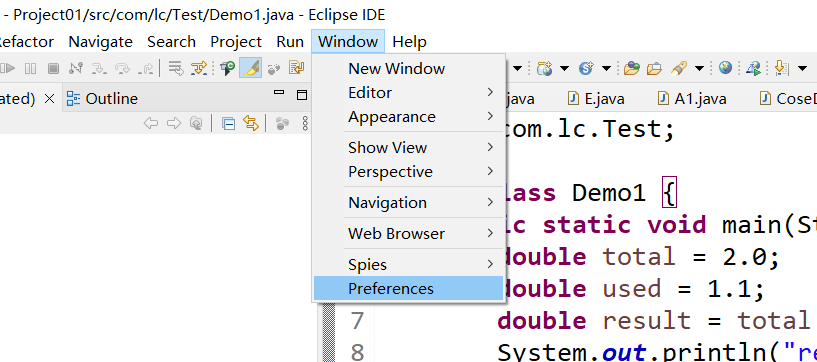 - Project01/src/com/lc/Test/Demo1.java - Eclipse IDE
Refactor Navigate Search Project Run Window Help
New Window
Editor
Appearance
Show View
Perspective
Navigation
Web Browser
Spies
Preferences
ated) Outline
java E.java A1.java CoseD
com.lc.Test;
lass Demo1 {
ic static void main(St
double total = 2.0;
double used = 1.1;
7 double result = total
8 System.out.println("re